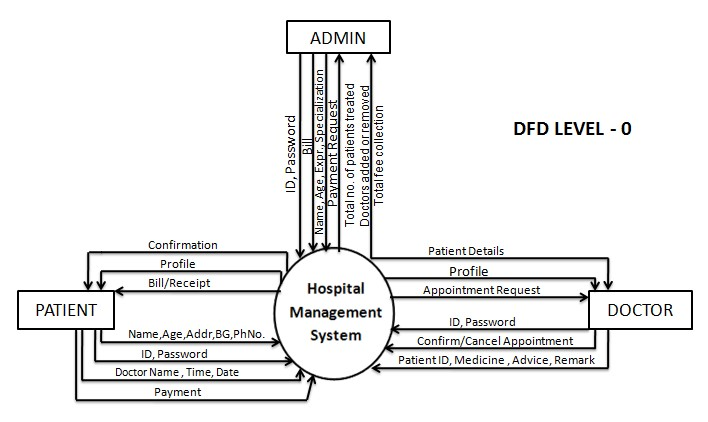 ADMIN
DFD LEVEL - 0
ID, Password
Bill
Name, Age, Expr., Specialization
Payment Request
Total no. of patients treated
Doctors added or removed
Total fee collection
Confirmation
Profile
Bill/Receipt
PATIENT
Name,Age,Addr,BG,PhNo.
ID, Password
Doctor Name , Time, Date
Payment
Hospital
Management
System
Patient Details
Profile
Appointment Request
DOCTOR
ID, Password
Confirm/Cancel Appointment
Patient ID, Medicine , Advice, Remark